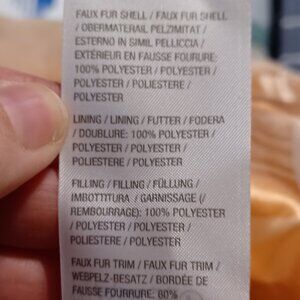 FAUX FUR SHELL / FAUX FUR SHELL
/ OBERMATERAIL PELZIMITAT /
ESTERNO IN SIMIL PELLICCIA /
EXTÉRIEUR EN FAUSSE FOURURE:
100% POLYESTER / POLYESTER /
POLYESTER / POLIESTERE /
POLYESTER
LINING / LINING / FUTTER / FODERA
/ DOUBLURE: 100% POLYESTER /
POLYESTER / POLYESTER /
POLIESTERE / POLYESTER
FILLING / FILLING / FÜLLUNG /
IMBOTTITURA / GARNISSAGE (/
REMBOURRAGE): 100% POLYESTER
/ POLYESTER / POLYESTER /
POLIESTERE / POLYESTER
FAUX FUR TRIM / FAUX FUR TRIM /
WEBPELZ-BESATZ / BORDÉE DE
FAUSSE FOURRURE: 80%